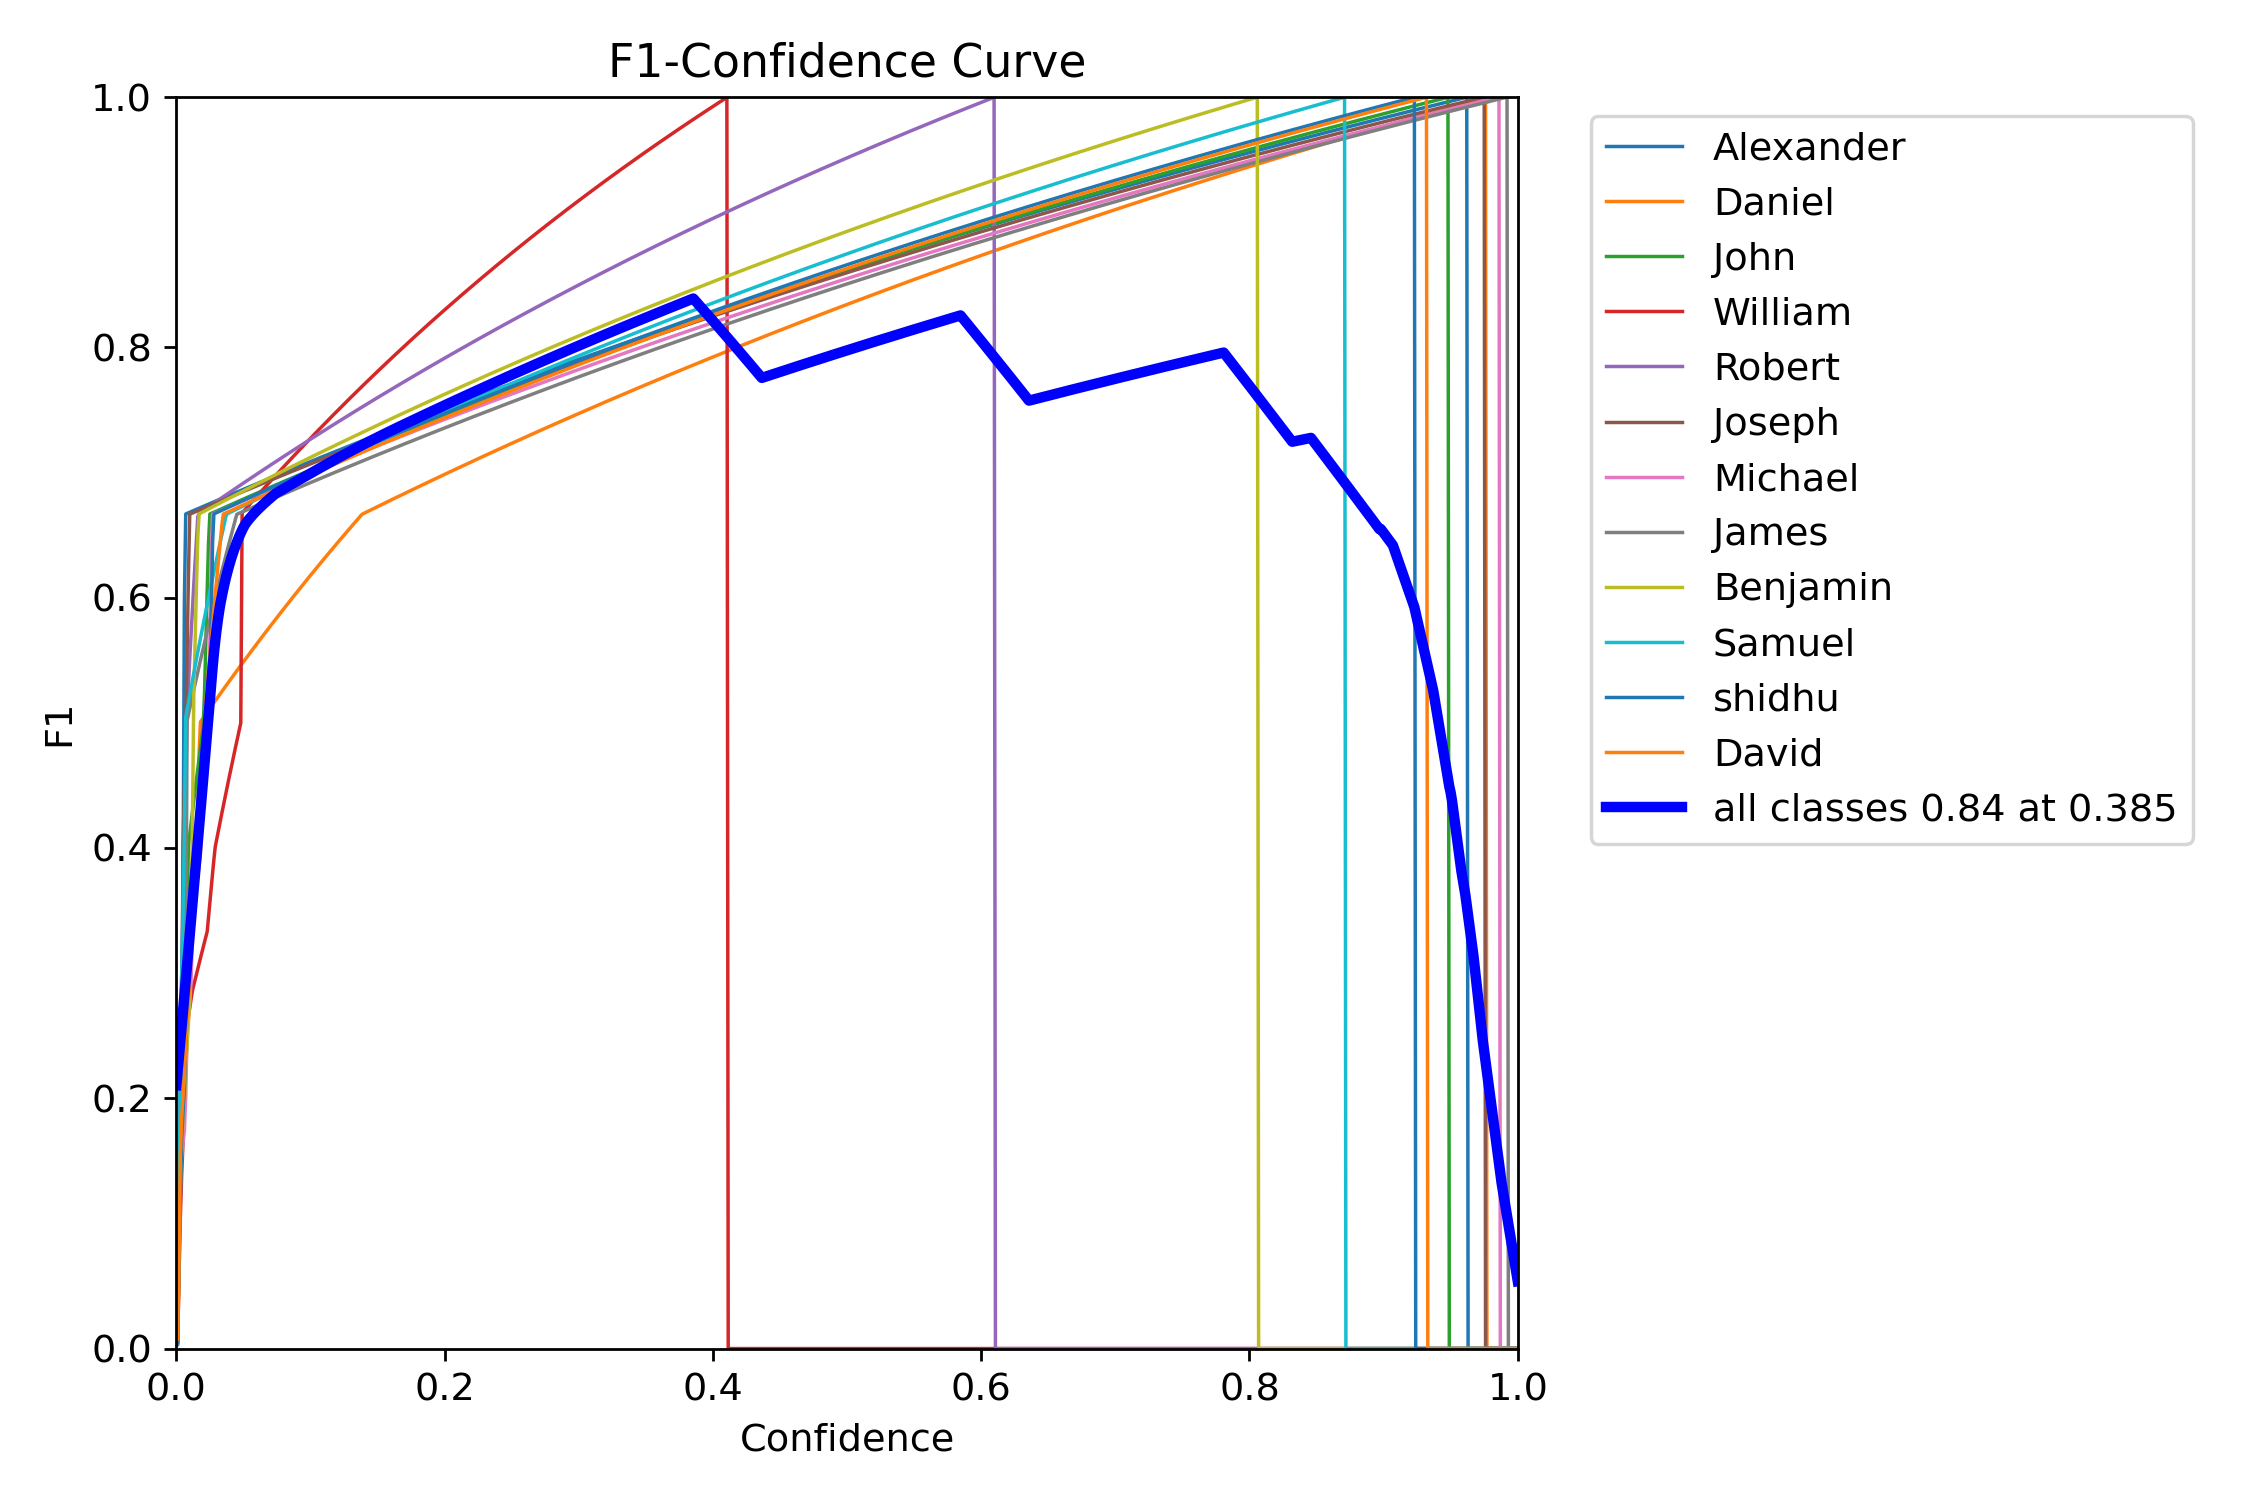 F1-Confidence Curve
1.0
0.8
0.6
0.4
0.2
0.0
F1
0.0 0.2 0.4 0.6 0.8 1.0
Confidence
Alexander
Daniel
John
William
Robert
Joseph
Michael
James
Benjamin
Samuel
shidhu
David
all classes 0.84 at 0.385